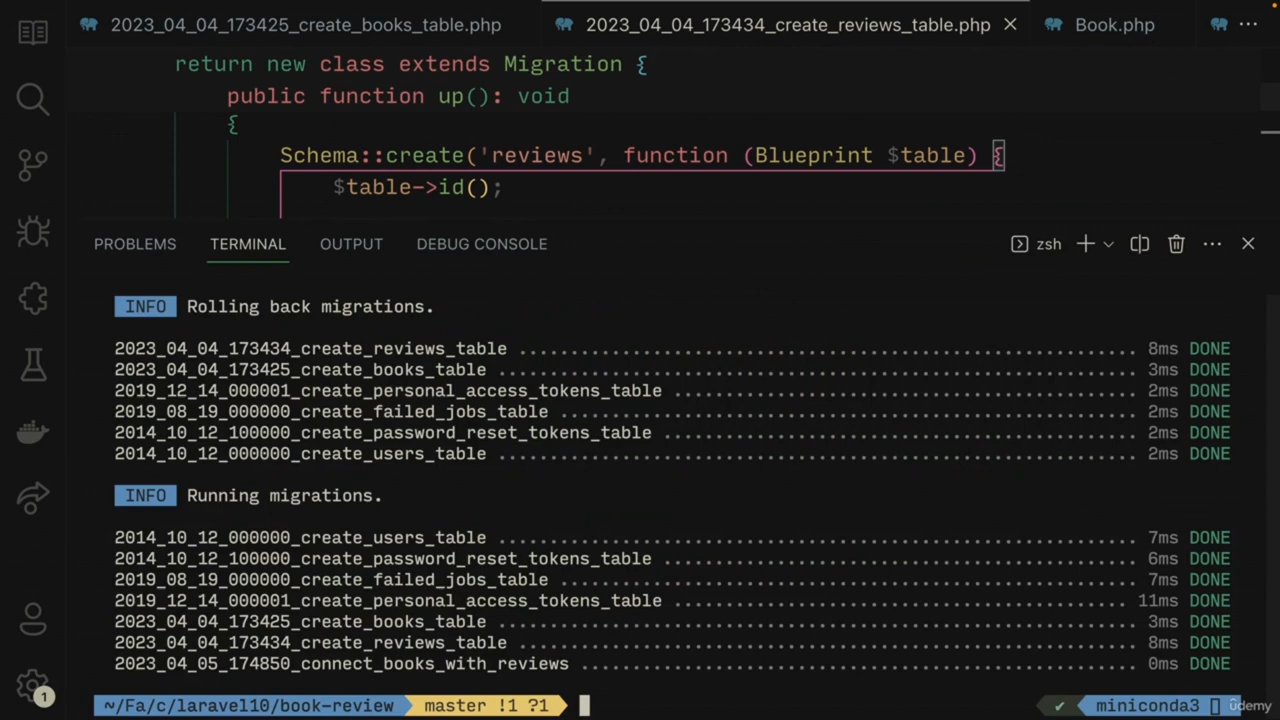 2023_04_04_173425_create_books_table.php 2023_04_04_173434_create_reviews_table.php Book.php
return new class extends Migration {
public function up(): void
{
Schema::create('reviews', function (Blueprint $table) {
$table->id();
PROBLEMS TERMINAL OUTPUT DEBUG CONSOLE zsh
INFO Rolling back migrations.
2023_04_04_173434_create_reviews_table ........................................................... 8ms DONE
2023_04_04_173425_create_books_table ............................................................. 3ms DONE
2019_12_14_000001_create_personal_access_tokens_table ............................................ 2ms DONE
2019_08_19_000000_create_failed_jobs_table ....................................................... 2ms DONE
2014_10_12_100000_create_password_reset_tokens_table ............................................. 2ms DONE
2014_10_12_000000_create_users_table ............................................................. 2ms DONE
INFO Running migrations.
2014_10_12_000000_create_users_table ............................................................. 7ms DONE
2014_10_12_100000_create_password_reset_tokens_table ............................................. 6ms DONE
2019_08_19_000000_create_failed_jobs_table ....................................................... 7ms DONE
2019_12_14_000001_create_personal_access_tokens_table ........................................... 11ms DONE
2023_04_04_173425_create_books_table ............................................................. 3ms DONE
2023_04_04_173434_create_reviews_table ........................................................... 8ms DONE
2023_04_05_174850_connect_books_with_reviews ..................................................... 0ms DONE
~/Fa/c/laravel10/book-review master !1 ?1 ✔ miniconda3
1
udemy